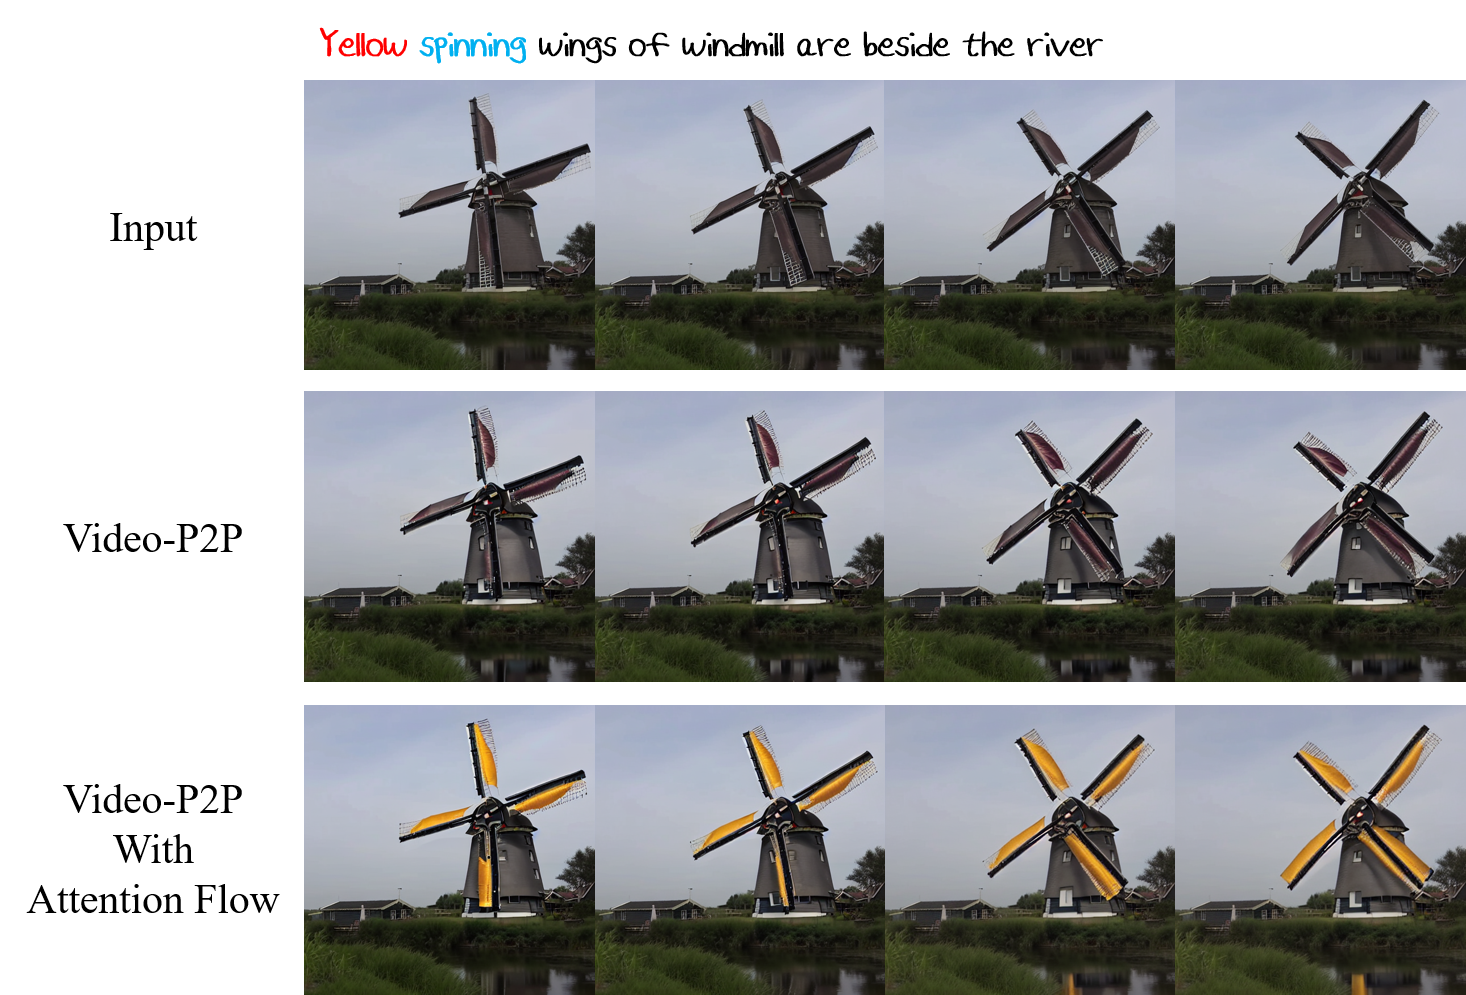 Yellow spinning wings of windmill are beside the river
Input
Video-P2P
Video-P2P
With
Attention Flow